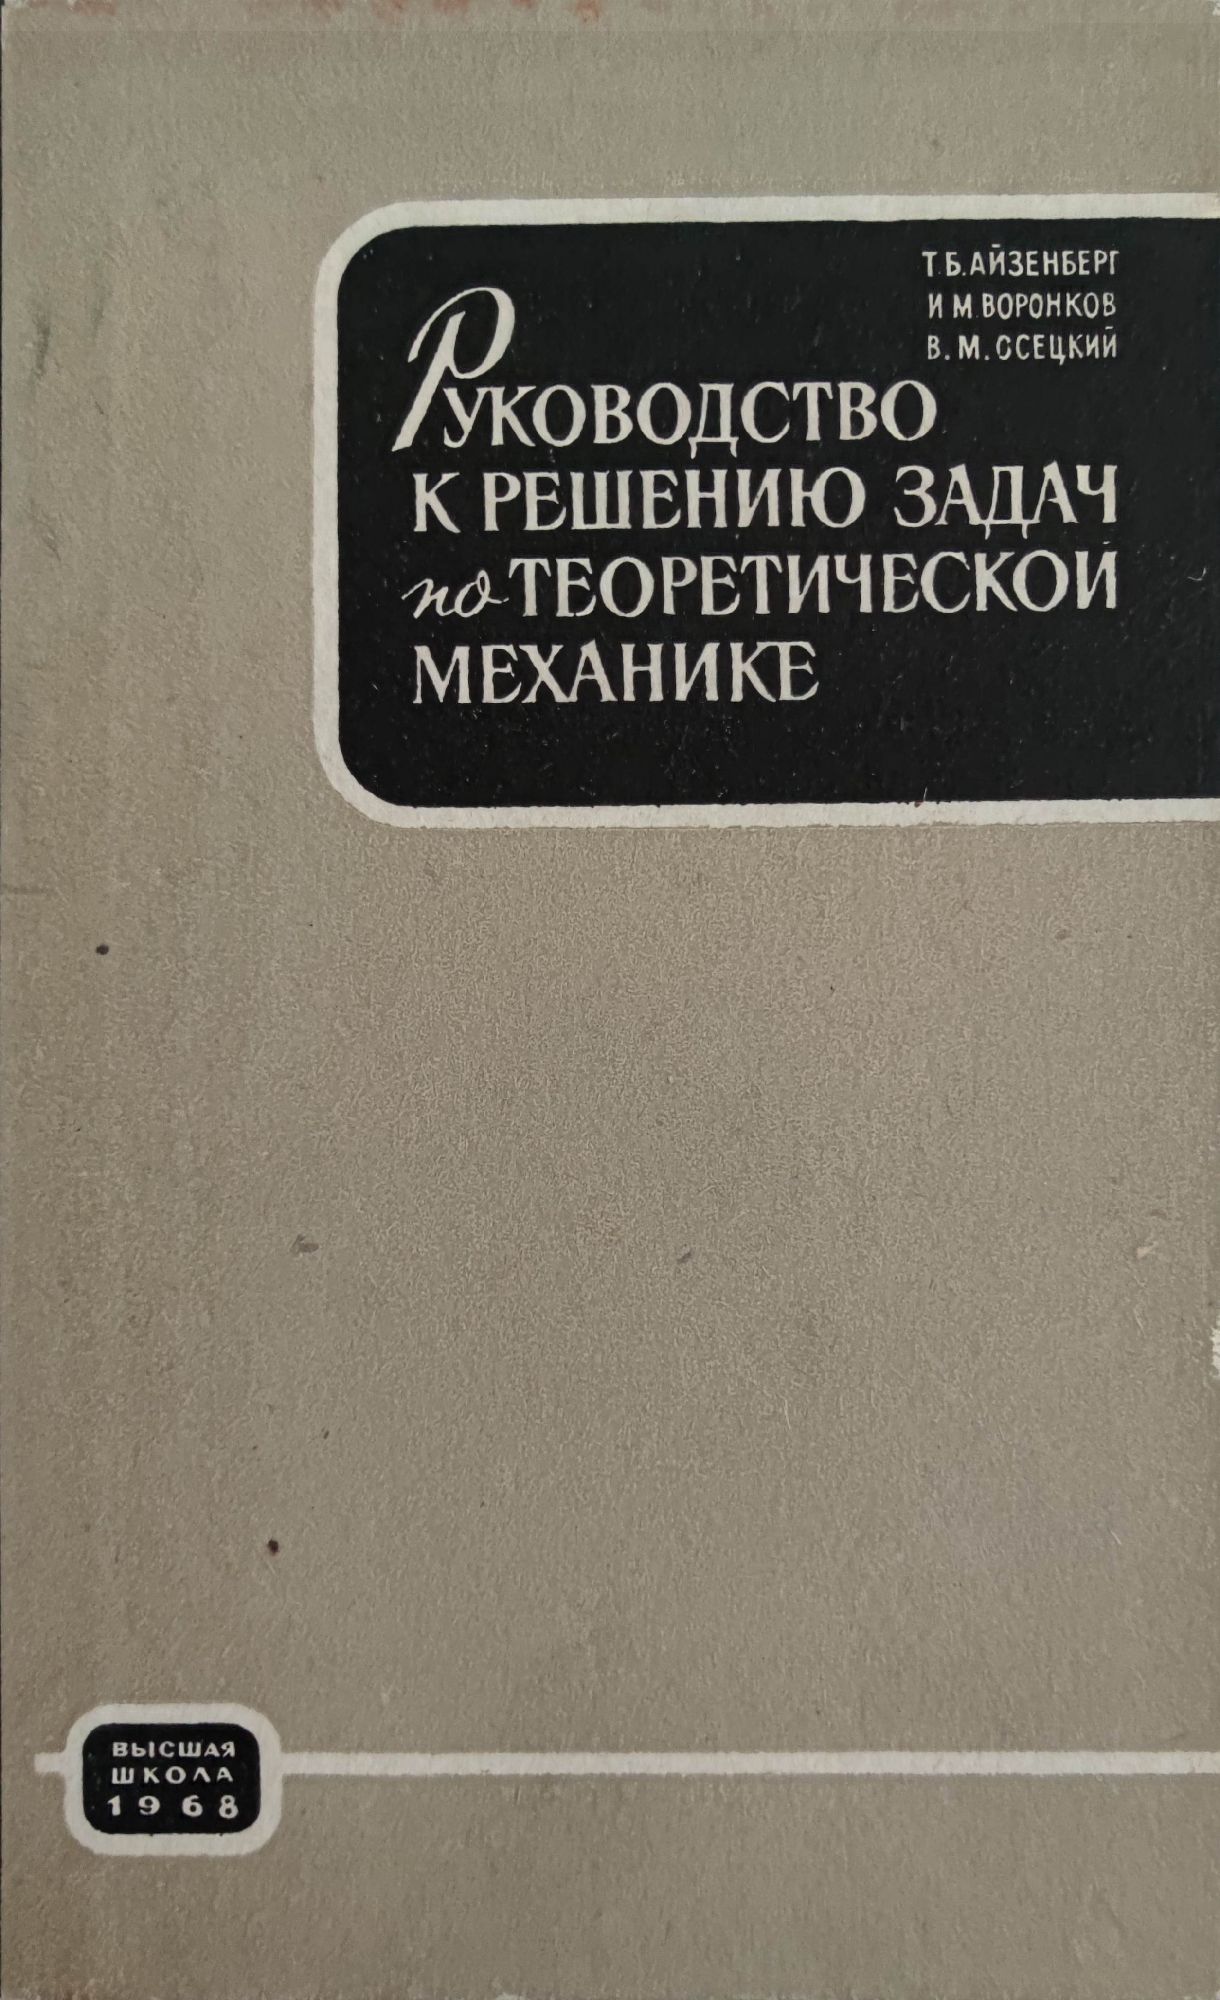 Т. Б. АЙЗЕНБЕРГ
И М ВОРОНКОВ
В. М. ОСЕЦКИЙ
РУКОВОДСТВО
К РЕШЕНИЮ ЗАДАЧ
по ТЕОРЕТИЧЕСКОЙ
МЕХАНИКЕ
ВЫСШАЯ
ШКОЛА
1968